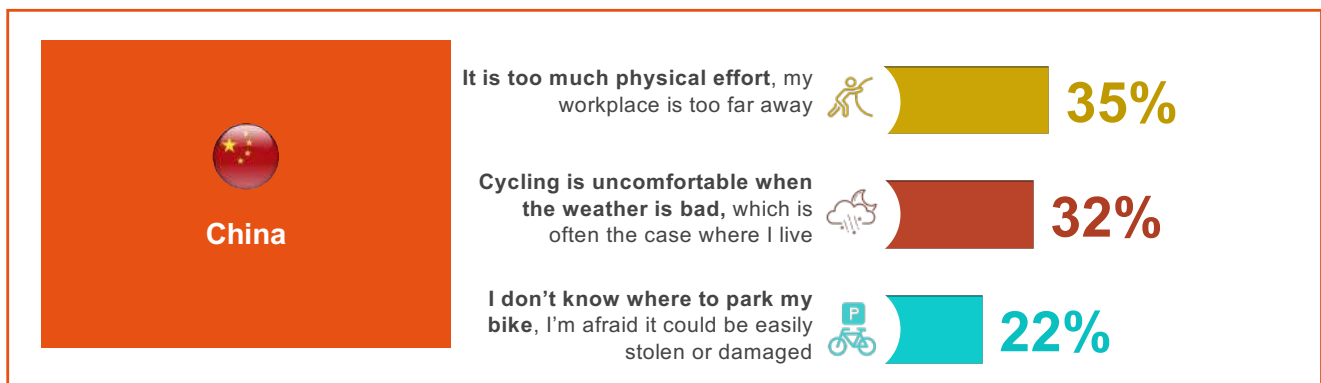 China
It is too much physical effort, my
workplace is too far away
35%
Cycling is uncomfortable when
the weather is bad, which is
often the case where I live
32%
I don’t know where to park my
bike, I’m afraid it could be easily
stolen or damaged
P
22%